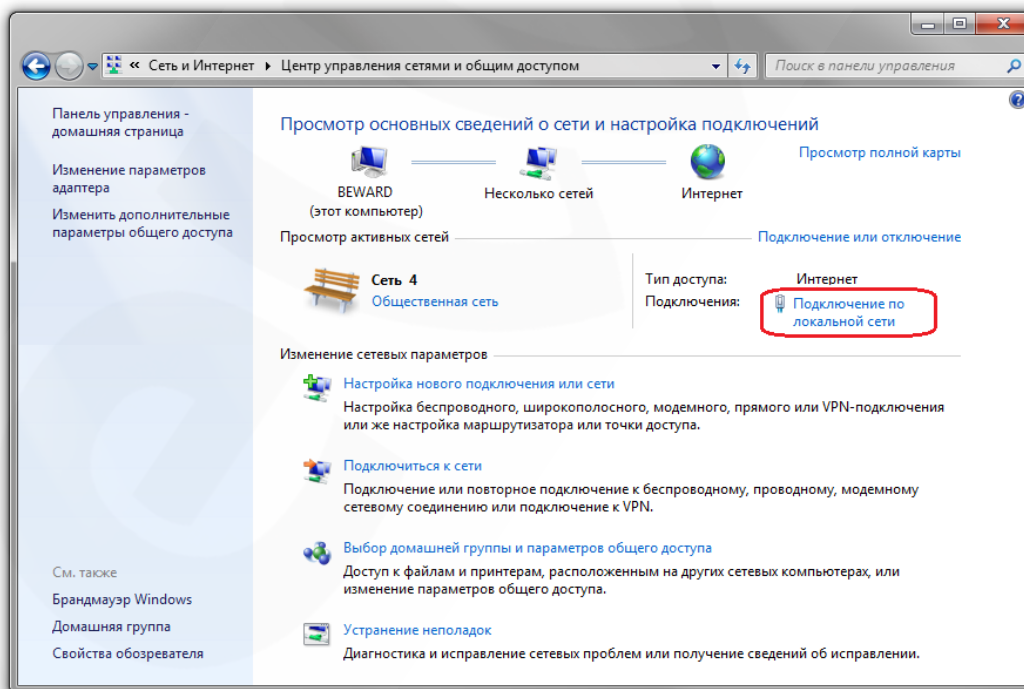 « Сеть и Интернет ▸ Центр управления сетями и общим доступом
Поиск в панели управления
Панель управления -
домашняя страница
Изменение параметров
адаптера
Изменить дополнительные
параметры общего доступа
См. также
Брандмауэр Windows
Домашняя группа
Свойства обозревателя
Просмотр основных сведений о сети и настройка подключений
Просмотр полной карты
BEWARD
(этот компьютер)
Несколько сетей
Интернет
Просмотр активных сетей
Подключение или отключение
Сеть 4
Общественная сеть
Тип доступа: Интернет
Подключения: Подключение по
локальной сети
Изменение сетевых параметров
Настройка нового подключения или сети
Настройка беспроводного, широкополосного, модемного, прямого или VPN-подключения
или же настройка маршрутизатора или точки доступа.
Подключиться к сети
Подключение или повторное подключение к беспроводному, проводному, модемному
сетевому соединению или подключение к VPN.
Выбор домашней группы и параметров общего доступа
Доступ к файлам и принтерам, расположенным на других сетевых компьютерах, или
изменение параметров общего доступа.
Устранение неполадок
Диагностика и исправление сетевых проблем или получение сведений об исправлении.